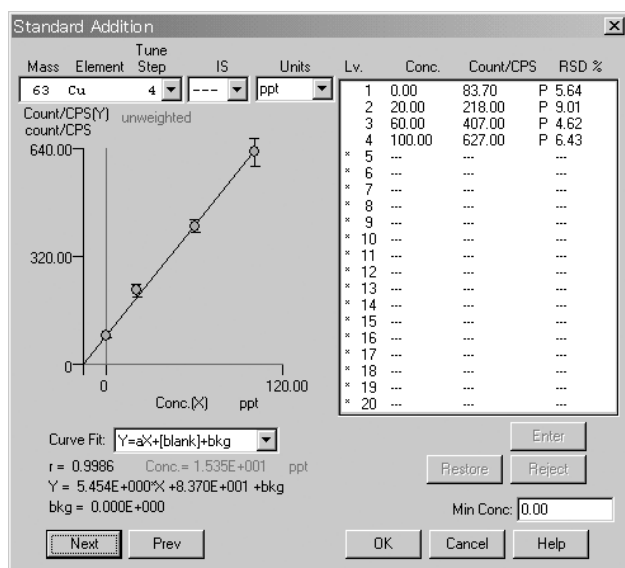 Standard Addition
Mass Element Tune Step IS Units
63 Cu 4 --- ppt
Count/CPS(Y) unweighted
count/CPS
640.00
320.00
0
0 120.00
Conc.(X) ppt
Curve Fit: Y=aX+[blank]+bkg
r = 0.9986 Conc.= 1.535E+001 ppt
Y = 5.454E+000*X +8.370E+001 +bkg
bkg = 0.000E+000
Next Prev
Lv. Conc. Count/CPS RSD %
1 0.00 83.70 P 5.64
2 20.00 218.00 P 9.01
3 60.00 407.00 P 4.62
4 100.00 627.00 P 6.43
* 5 --- --- ---
* 6 --- --- ---
* 7 --- --- ---
* 8 --- --- ---
* 9 --- --- ---
* 10 --- --- ---
* 11 --- --- ---
* 12 --- --- ---
* 13 --- --- ---
* 14 --- --- ---
* 15 --- --- ---
* 16 --- --- ---
* 17 --- --- ---
* 18 --- --- ---
* 19 --- --- ---
* 20 --- --- ---
Enter
Restore Reject
Min Conc: 0.00
OK Cancel Help